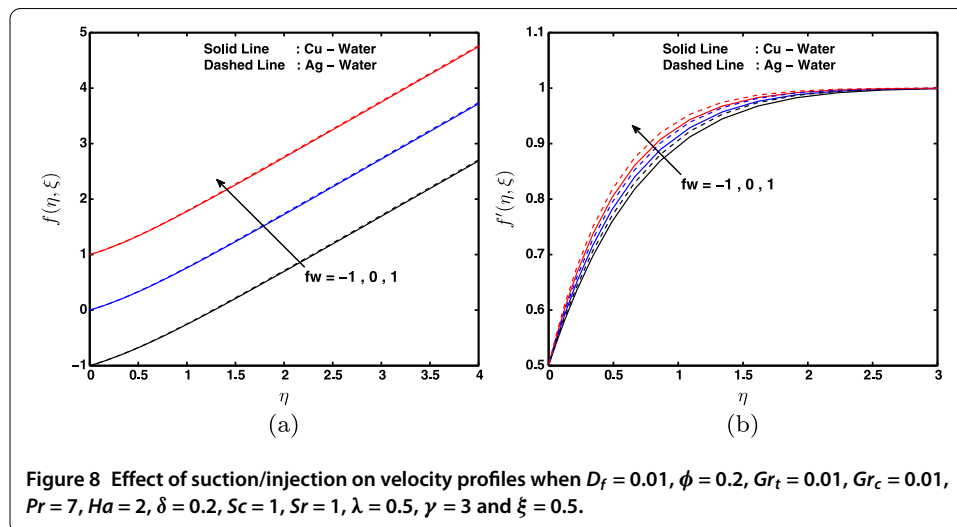 5
4
3
2
1
0
−1
0
0.5
1
1.5
2
2.5
3
3.5
4
f(η, ξ)
η
Solid Line : Cu − Water
Dashed Line : Ag − Water
fw = −1 , 0 , 1
(a)
1.1
1
0.9
0.8
0.7
0.6
0.5
0
0.5
1
1.5
2
2.5
3
f′(η, ξ)
η
Solid Line : Cu − Water
Dashed Line : Ag − Water
fw = −1 , 0 , 1
(b)
Figure 8 Effect of suction/injection on velocity profiles when D_f = 0.01, ϕ = 0.2, Gr_t = 0.01, Gr_c = 0.01,
Pr = 7, Ha = 2, δ = 0.2, Sc = 1, Sr = 1, λ = 0.5, γ = 3 and ξ = 0.5.